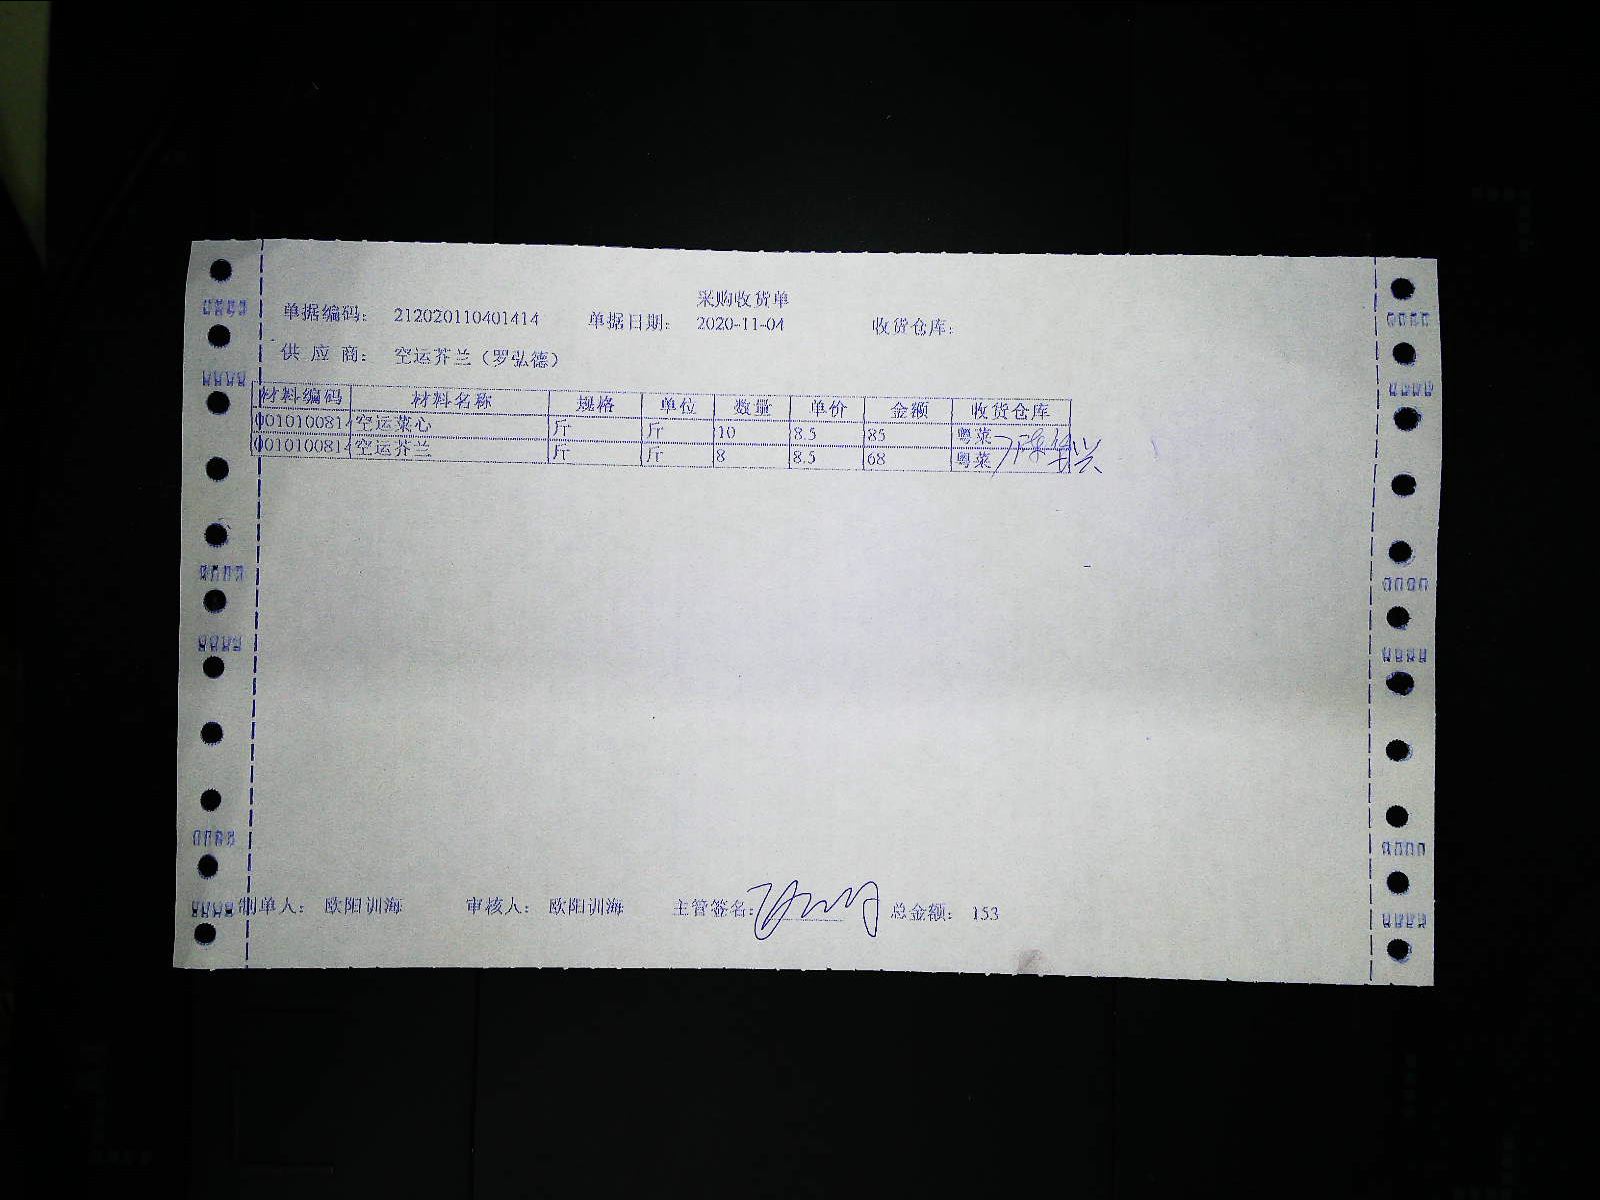 采购收货单
单据编码： 212020110401414 单据日期： 2020-11-04 收货仓库：
供 应 商： 空运芥兰（罗弘德）
材料编码 材料名称 规格 单位 数量 单价 金额 收货仓库
001010081 空运菜心 斤 斤 10 8.5 85 粤菜
001010081 空运芥兰 斤 斤 8 8.5 68 粤菜
制单人： 欧阳训海 审核人： 欧阳训海 主管签名： 总金额： 153